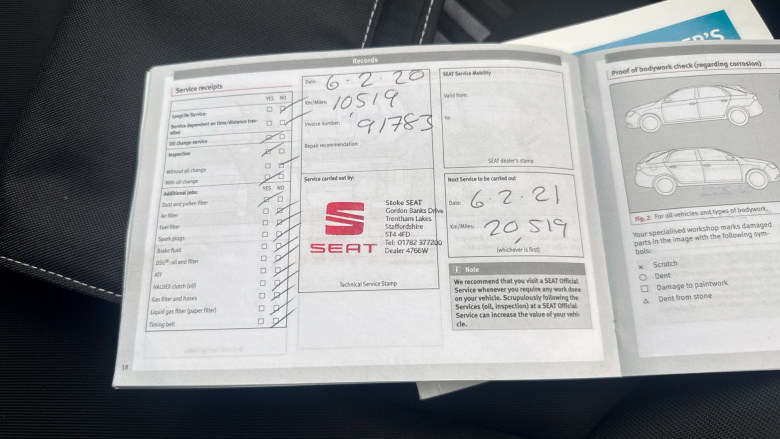 ER'S
Records
Service receipts
YES NO
LongLife Service:
Service dependent on time/distance travelled
Oil change service
Inspection
Without oil change
With oil change
Additional jobs: YES NO
Dust and pollen filter
Air filter
Fuel filter
Spark plugs
Brake fluid
DSG® oil and filter
ATF
HALDEX clutch (oil)
Gas filter and hoses
Liquid gas filter (paper filter)
Timing belt
18
Date: 6.2.20
Km/Miles: 10519
Invoice number: 91783
Repair recommendation:
Service carried out by:
SEAT
Stoke SEAT
Gordon Banks Drive
Trentham Lakes
Staffordshire
ST4 4FD
Tel: 01782 377200
Dealer 4766W
Technical Service Stamp
SEAT Service Mobility
Valid from:
to:
SEAT dealer's stamp
Next Service to be carried out
Date: 6.2.21
Km/Miles: 20519
(whichever is first)
i Note
We recommend that you visit a SEAT Official
Service whenever you require any work done
on your vehicle. Scrupulously following the
Services (oil, inspection) at a SEAT Official
Service can increase the value of your vehi-
cle.
Proof of bodywork check (regarding corrosion)
Fig. 2 For all vehicles and types of bodywork.
Your specialised workshop marks damaged
parts in the image with the following sym-
bols:
× Scratch
○ Dent
□ Damage to paintwork
△ Dent from stone